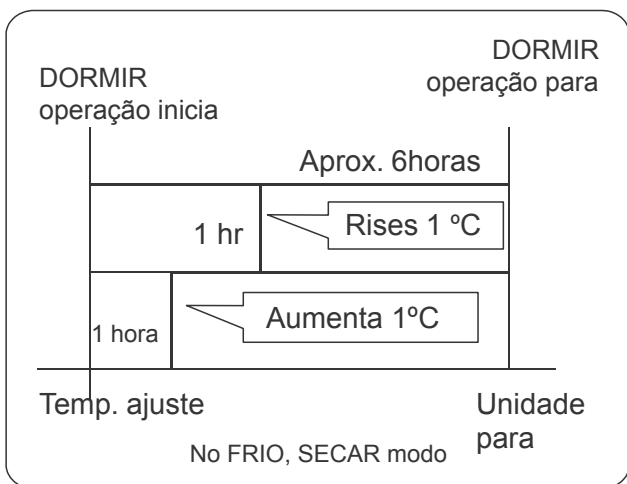 DORMIR
operação para
DORMIR
operação inicia
Aprox. 6horas
1 hr
Rises 1 ºC
1 hora
Aumenta 1ºC
Temp. ajuste
Unidade
para
No FRIO, SECAR modo